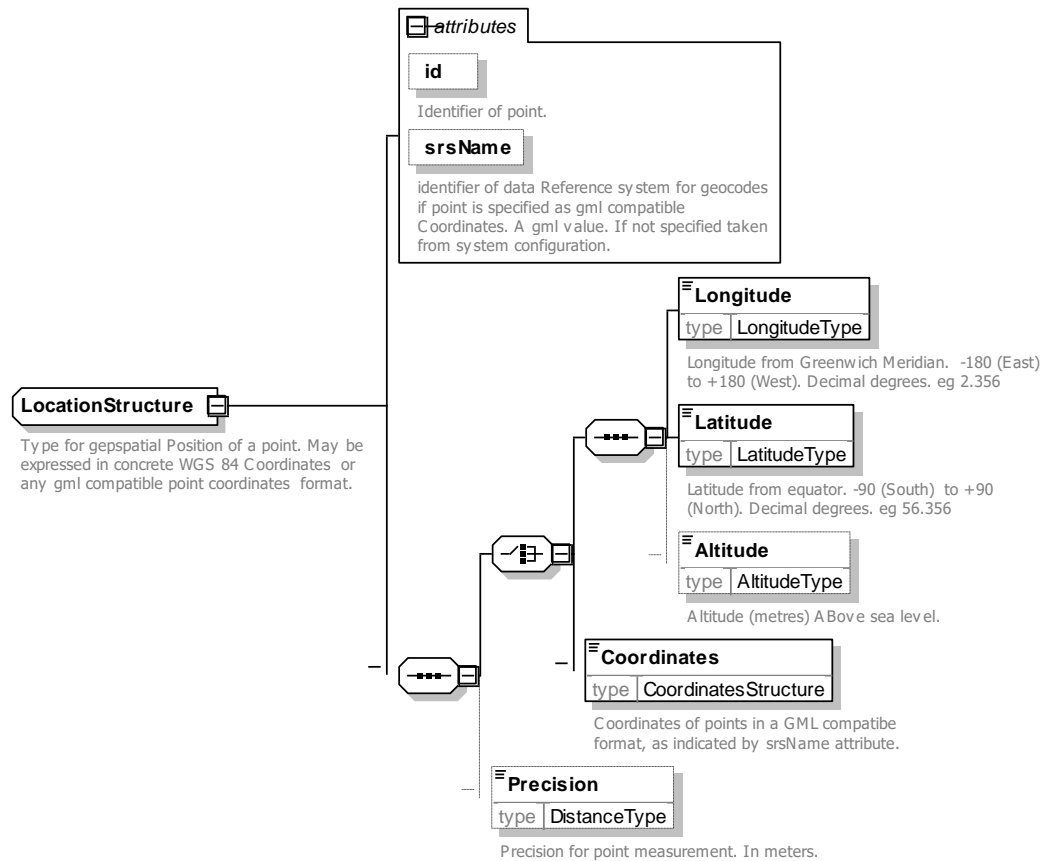 attributes
id
Identifier of point.
srsName
identifier of data Reference system for geocodes
if point is specified as gml compatible
Coordinates. A gml value. If not specified taken
from system configuration.
LocationStructure
Type for gepspatial Position of a point. May be
expressed in concrete WGS 84 Coordinates or
any gml compatible point coordinates format.
Longitude
type LongitudeType
Longitude from Greenwich Meridian. -180 (East)
to +180 (West). Decimal degrees. eg 2.356
Latitude
type LatitudeType
Latitude from equator. -90 (South) to +90
(North). Decimal degrees. eg 56.356
Altitude
type AltitudeType
Altitude (metres) ABove sea level.
Coordinates
type CoordinatesStructure
Coordinates of points in a GML compatibe
format, as indicated by srsName attribute.
Precision
type DistanceType
Precision for point measurement. In meters.